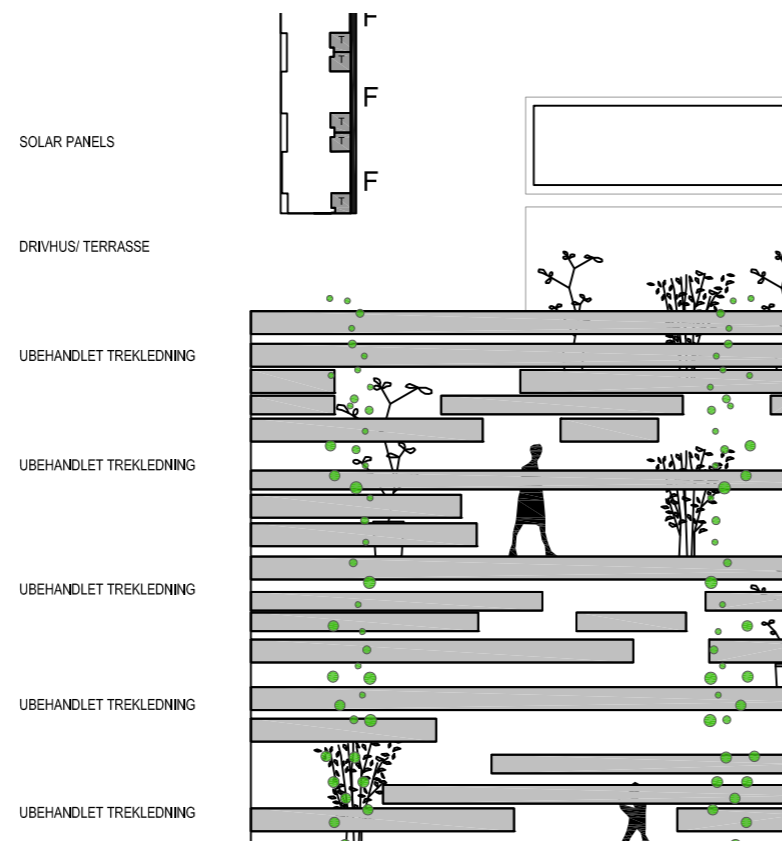 F
T
T
F
T
T
SOLAR PANELS
F
T
DRIVHUS/ TERRASSE
UBEHANDLET TREKLEDNING
UBEHANDLET TREKLEDNING
UBEHANDLET TREKLEDNING
UBEHANDLET TREKLEDNING
UBEHANDLET TREKLEDNING